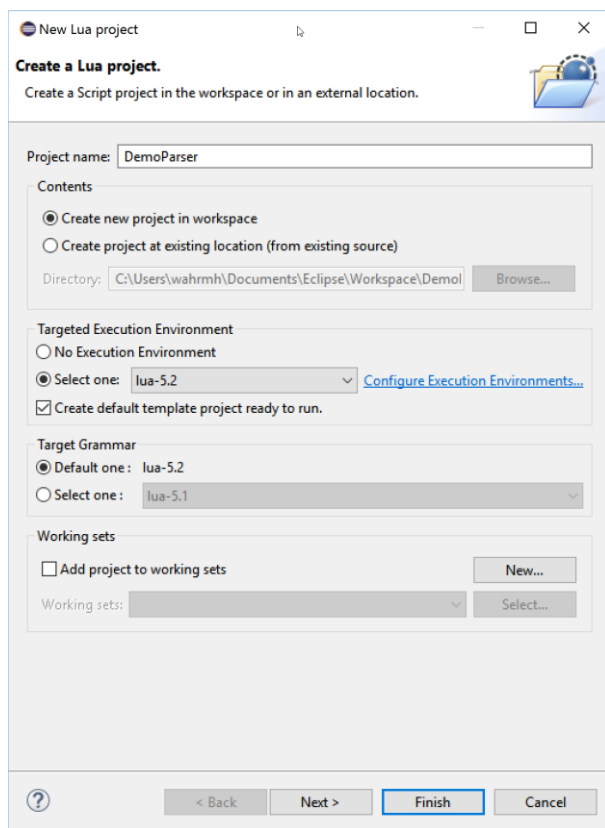 New Lua project
Create a Lua project.
Create a Script project in the workspace or in an external location.
Project name: DemoParser
Contents
Create new project in workspace
Create project at existing location (from existing source)
Directory: C:\Users\wahrmh\Documents\Eclipse\Workspace\Demol Browse...
Targeted Execution Environment
No Execution Environment
Select one: lua-5.2 Configure Execution Environments...
Create default template project ready to run.
Target Grammar
Default one : lua-5.2
Select one : lua-5.1
Working sets
Add project to working sets New...
Working sets: Select...
? < Back Next > Finish Cancel